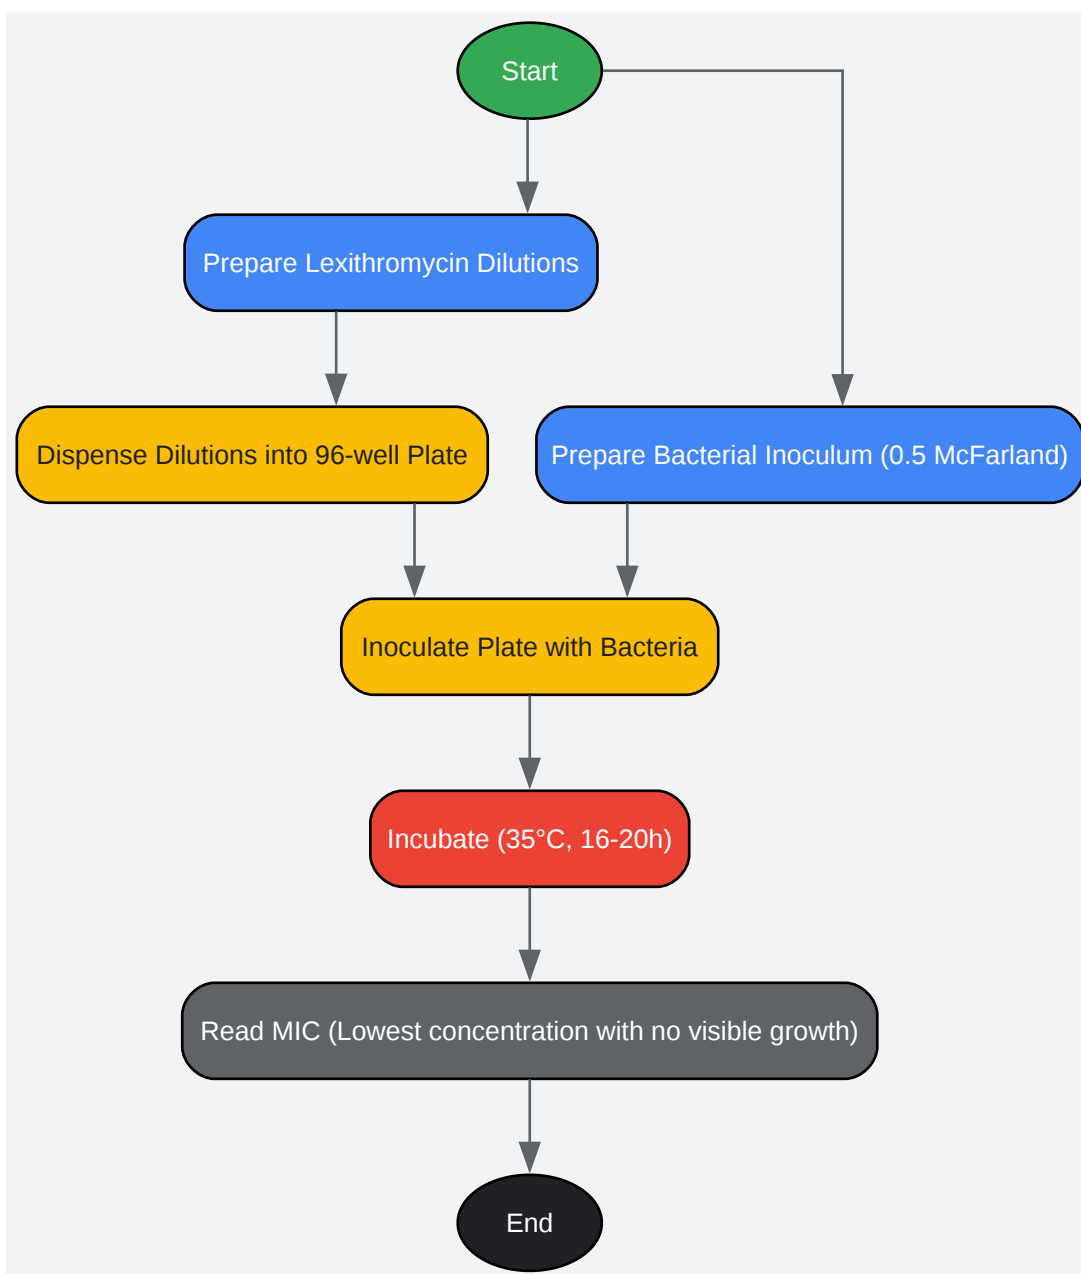 Start
Prepare Lexithromycin Dilutions
Dispense Dilutions into 96-well Plate
Prepare Bacterial Inoculum (0.5 McFarland)
Inoculate Plate with Bacteria
Incubate (35°C, 16-20h)
Read MIC (Lowest concentration with no visible growth)
End